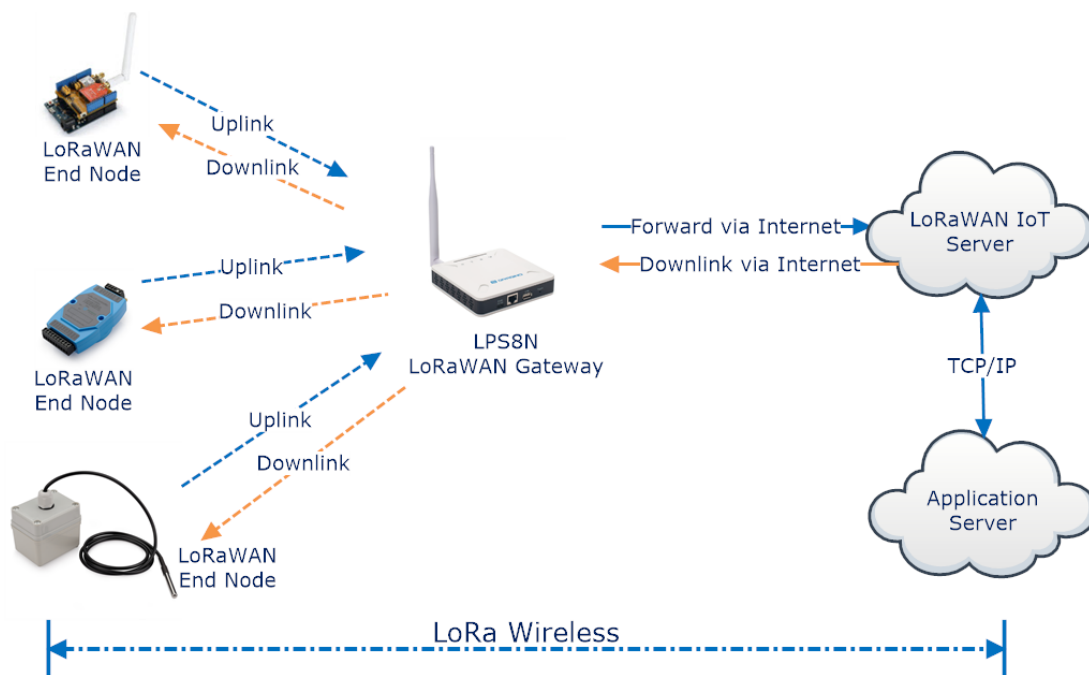 LoRaWAN
End Node
Uplink
Downlink
LoRaWAN
End Node
Uplink
Downlink
LoRaWAN
End Node
Uplink
Downlink
LPS8N
LoRaWAN Gateway
Forward via Internet
Downlink via Internet
LoRaWAN IoT
Server
TCP/IP
Application
Server
LoRa Wireless